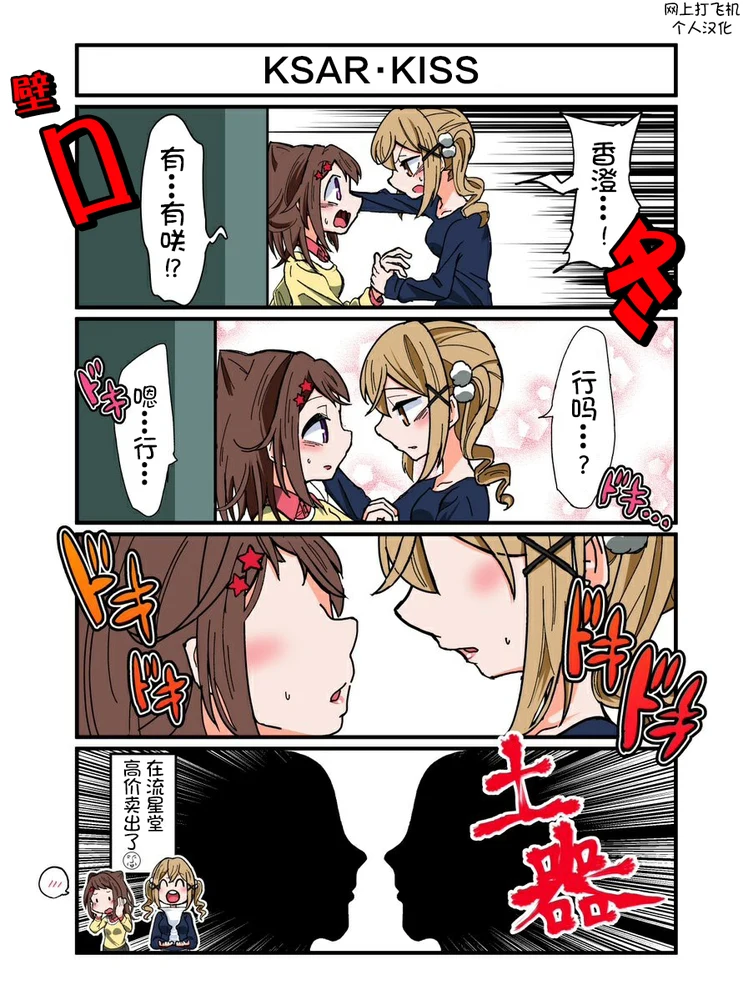 网上打飞机
个人汉化
KSAR·KISS
壁
口
冬
香澄…!
有…有咲!?
行吗…?
嗯…行…
ドキ
ドキ…
ドキ
ドキ
ドキ
ドキ
土器
在流星堂
高价卖出了